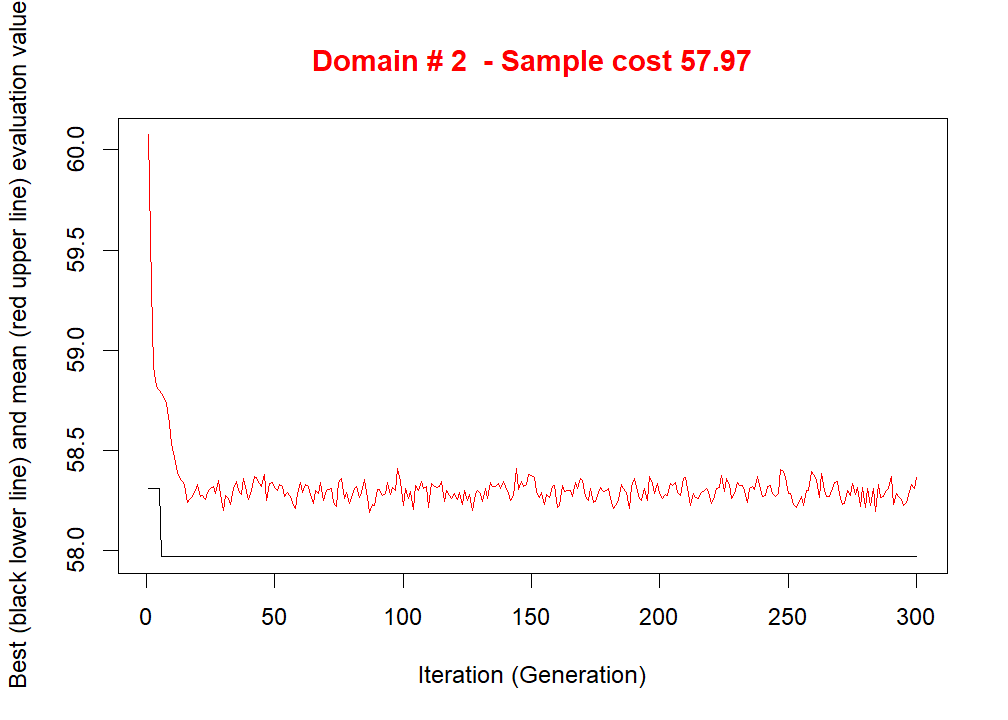 Domain # 2  - Sample cost 57.97
Best (black lower line) and mean (red upper line) evaluation value
60.0
59.5
59.0
58.5
58.0
0 50 100 150 200 250 300
Iteration (Generation)